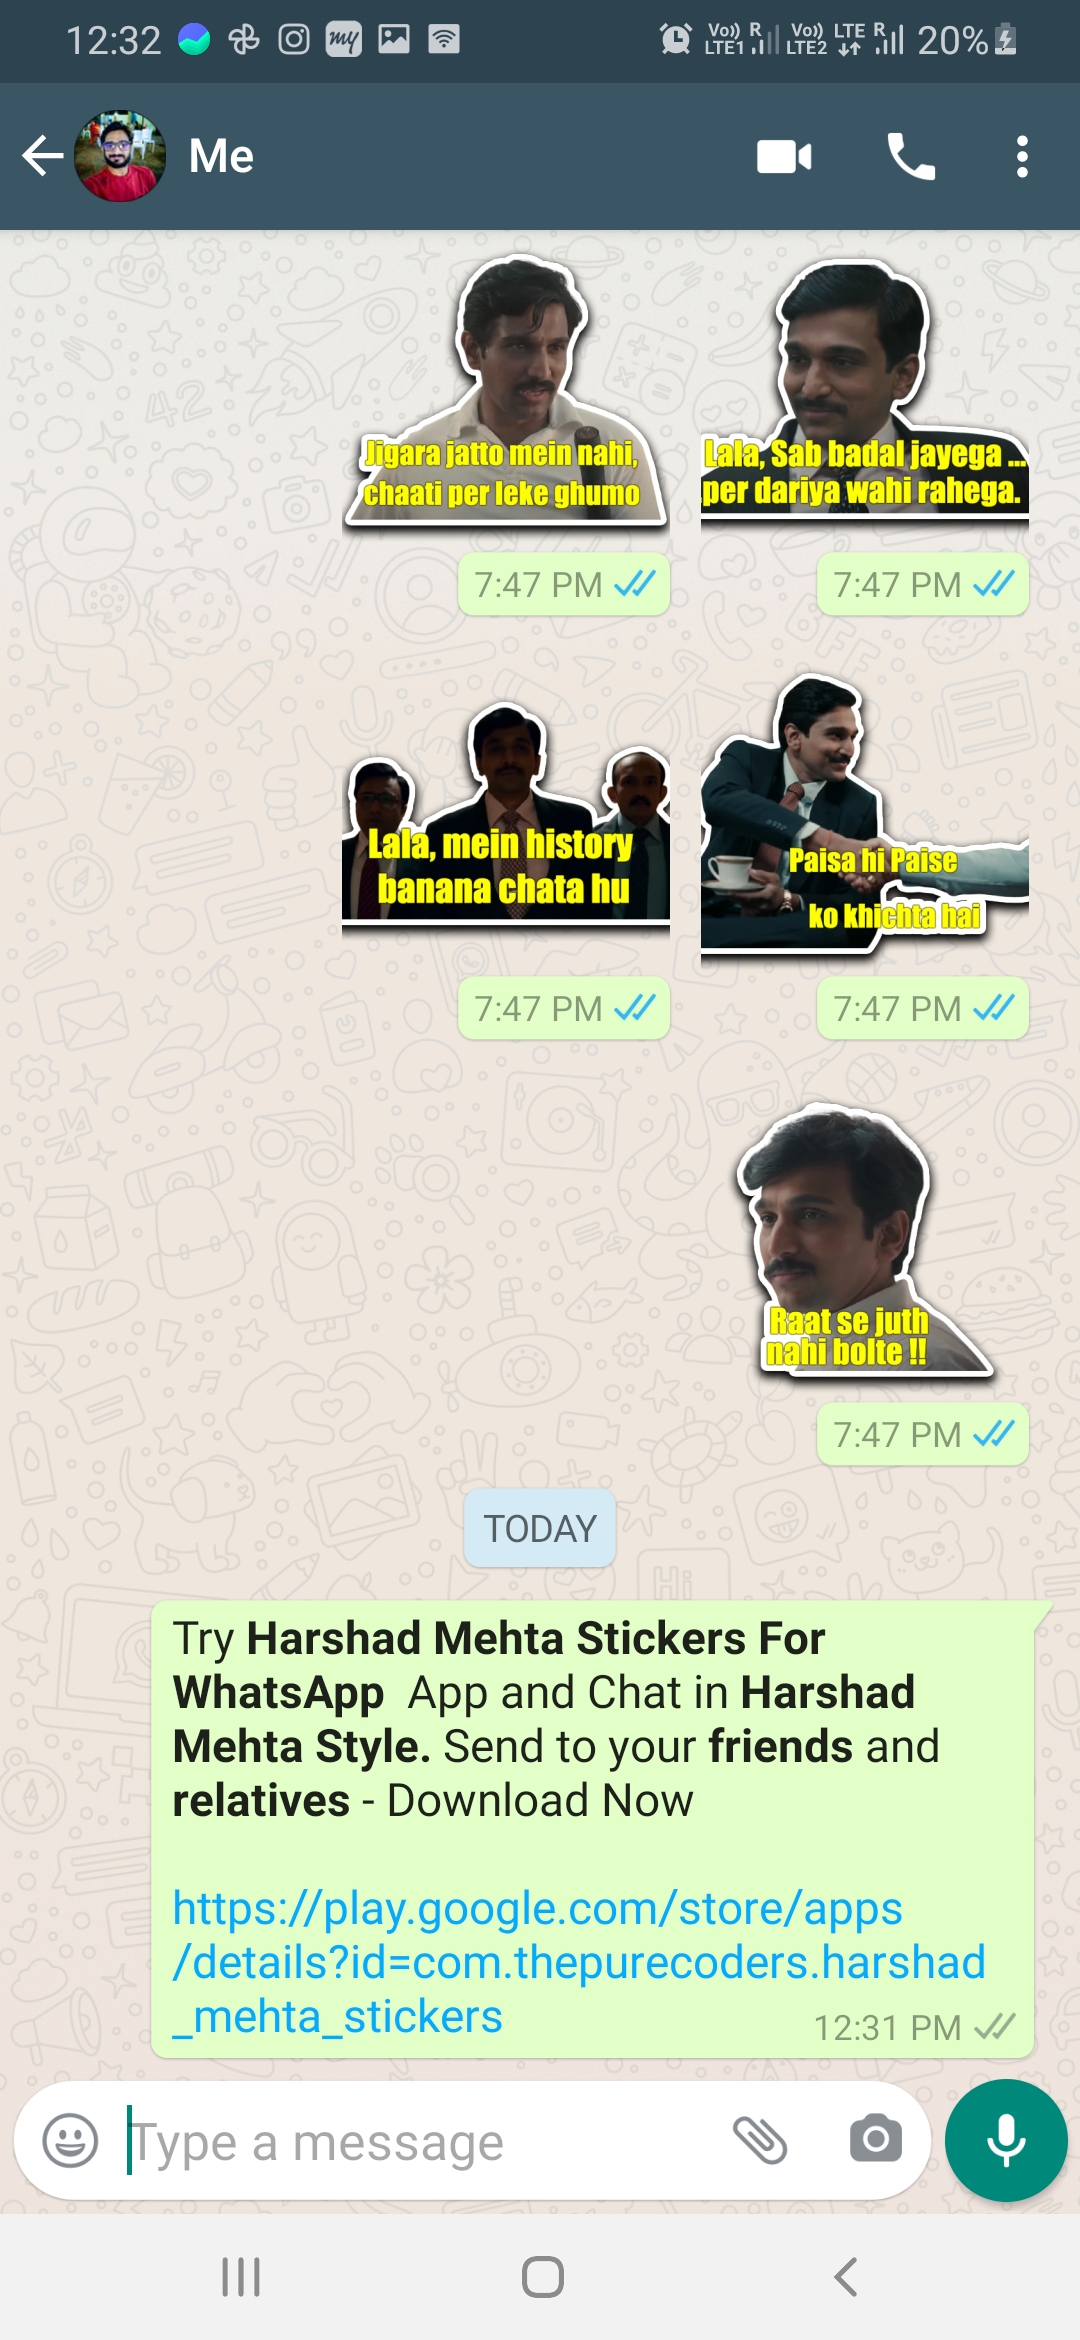 12:32
my
Vo)) R
LTE1
Vo)) LTE R
LTE2
20%
Me
Jigara jatto mein nahi,
chaati per leke ghumo
7:47 PM
Lala, Sab badal jayega ...
per dariya wahi rahega.
7:47 PM
Lala, mein history
banana chata hu
7:47 PM
Paisa hi Paise
ko khichta hai
7:47 PM
Raat se juth
nahi bolte !!
7:47 PM
TODAY
Try Harshad Mehta Stickers For
WhatsApp  App and Chat in Harshad
Mehta Style. Send to your friends and
relatives - Download Now
https://play.google.com/store/apps
/details?id=com.thepurecoders.harshad
_mehta_stickers
12:31 PM
Type a message